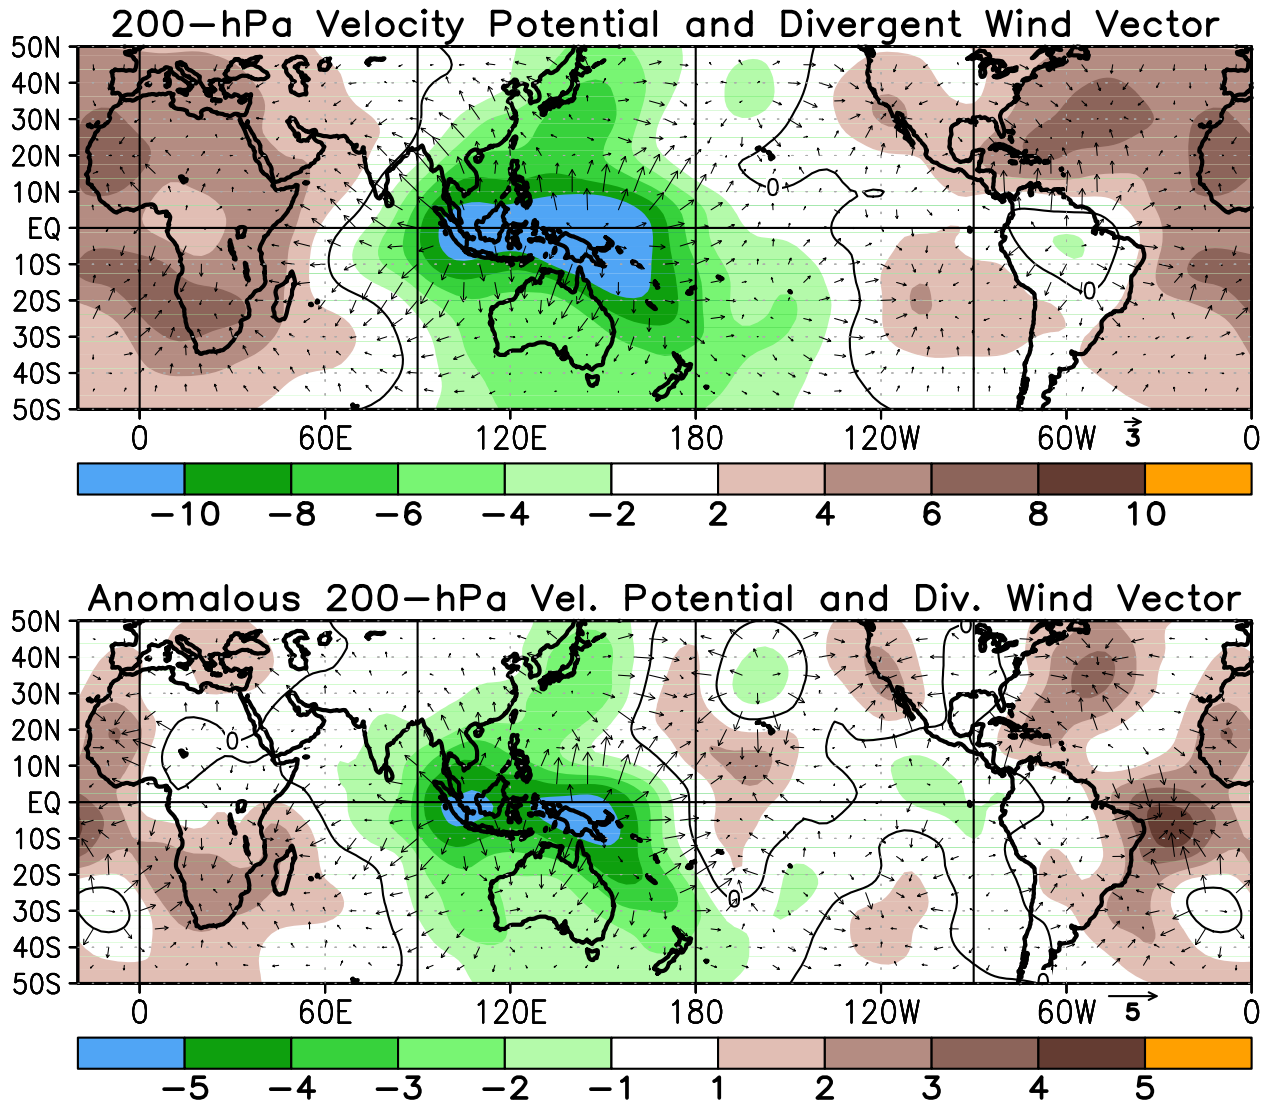 200-hPa Velocity Potential and Divergent Wind Vector
50N
40N
30N
20N
10N
EQ
10S
20S
30S
40S
50S
0
0
0 60E 120E 180 120W 60W 0
3
-10 -8 -6 -4 -2 2 4 6 8 10
Anomalous 200-hPa Vel. Potential and Div. Wind Vector
50N
40N
30N
20N
10N
EQ
10S
20S
30S
40S
50S
0
0
0
0
0 60E 120E 180 120W 60W 0
5
-5 -4 -3 -2 -1 1 2 3 4 5